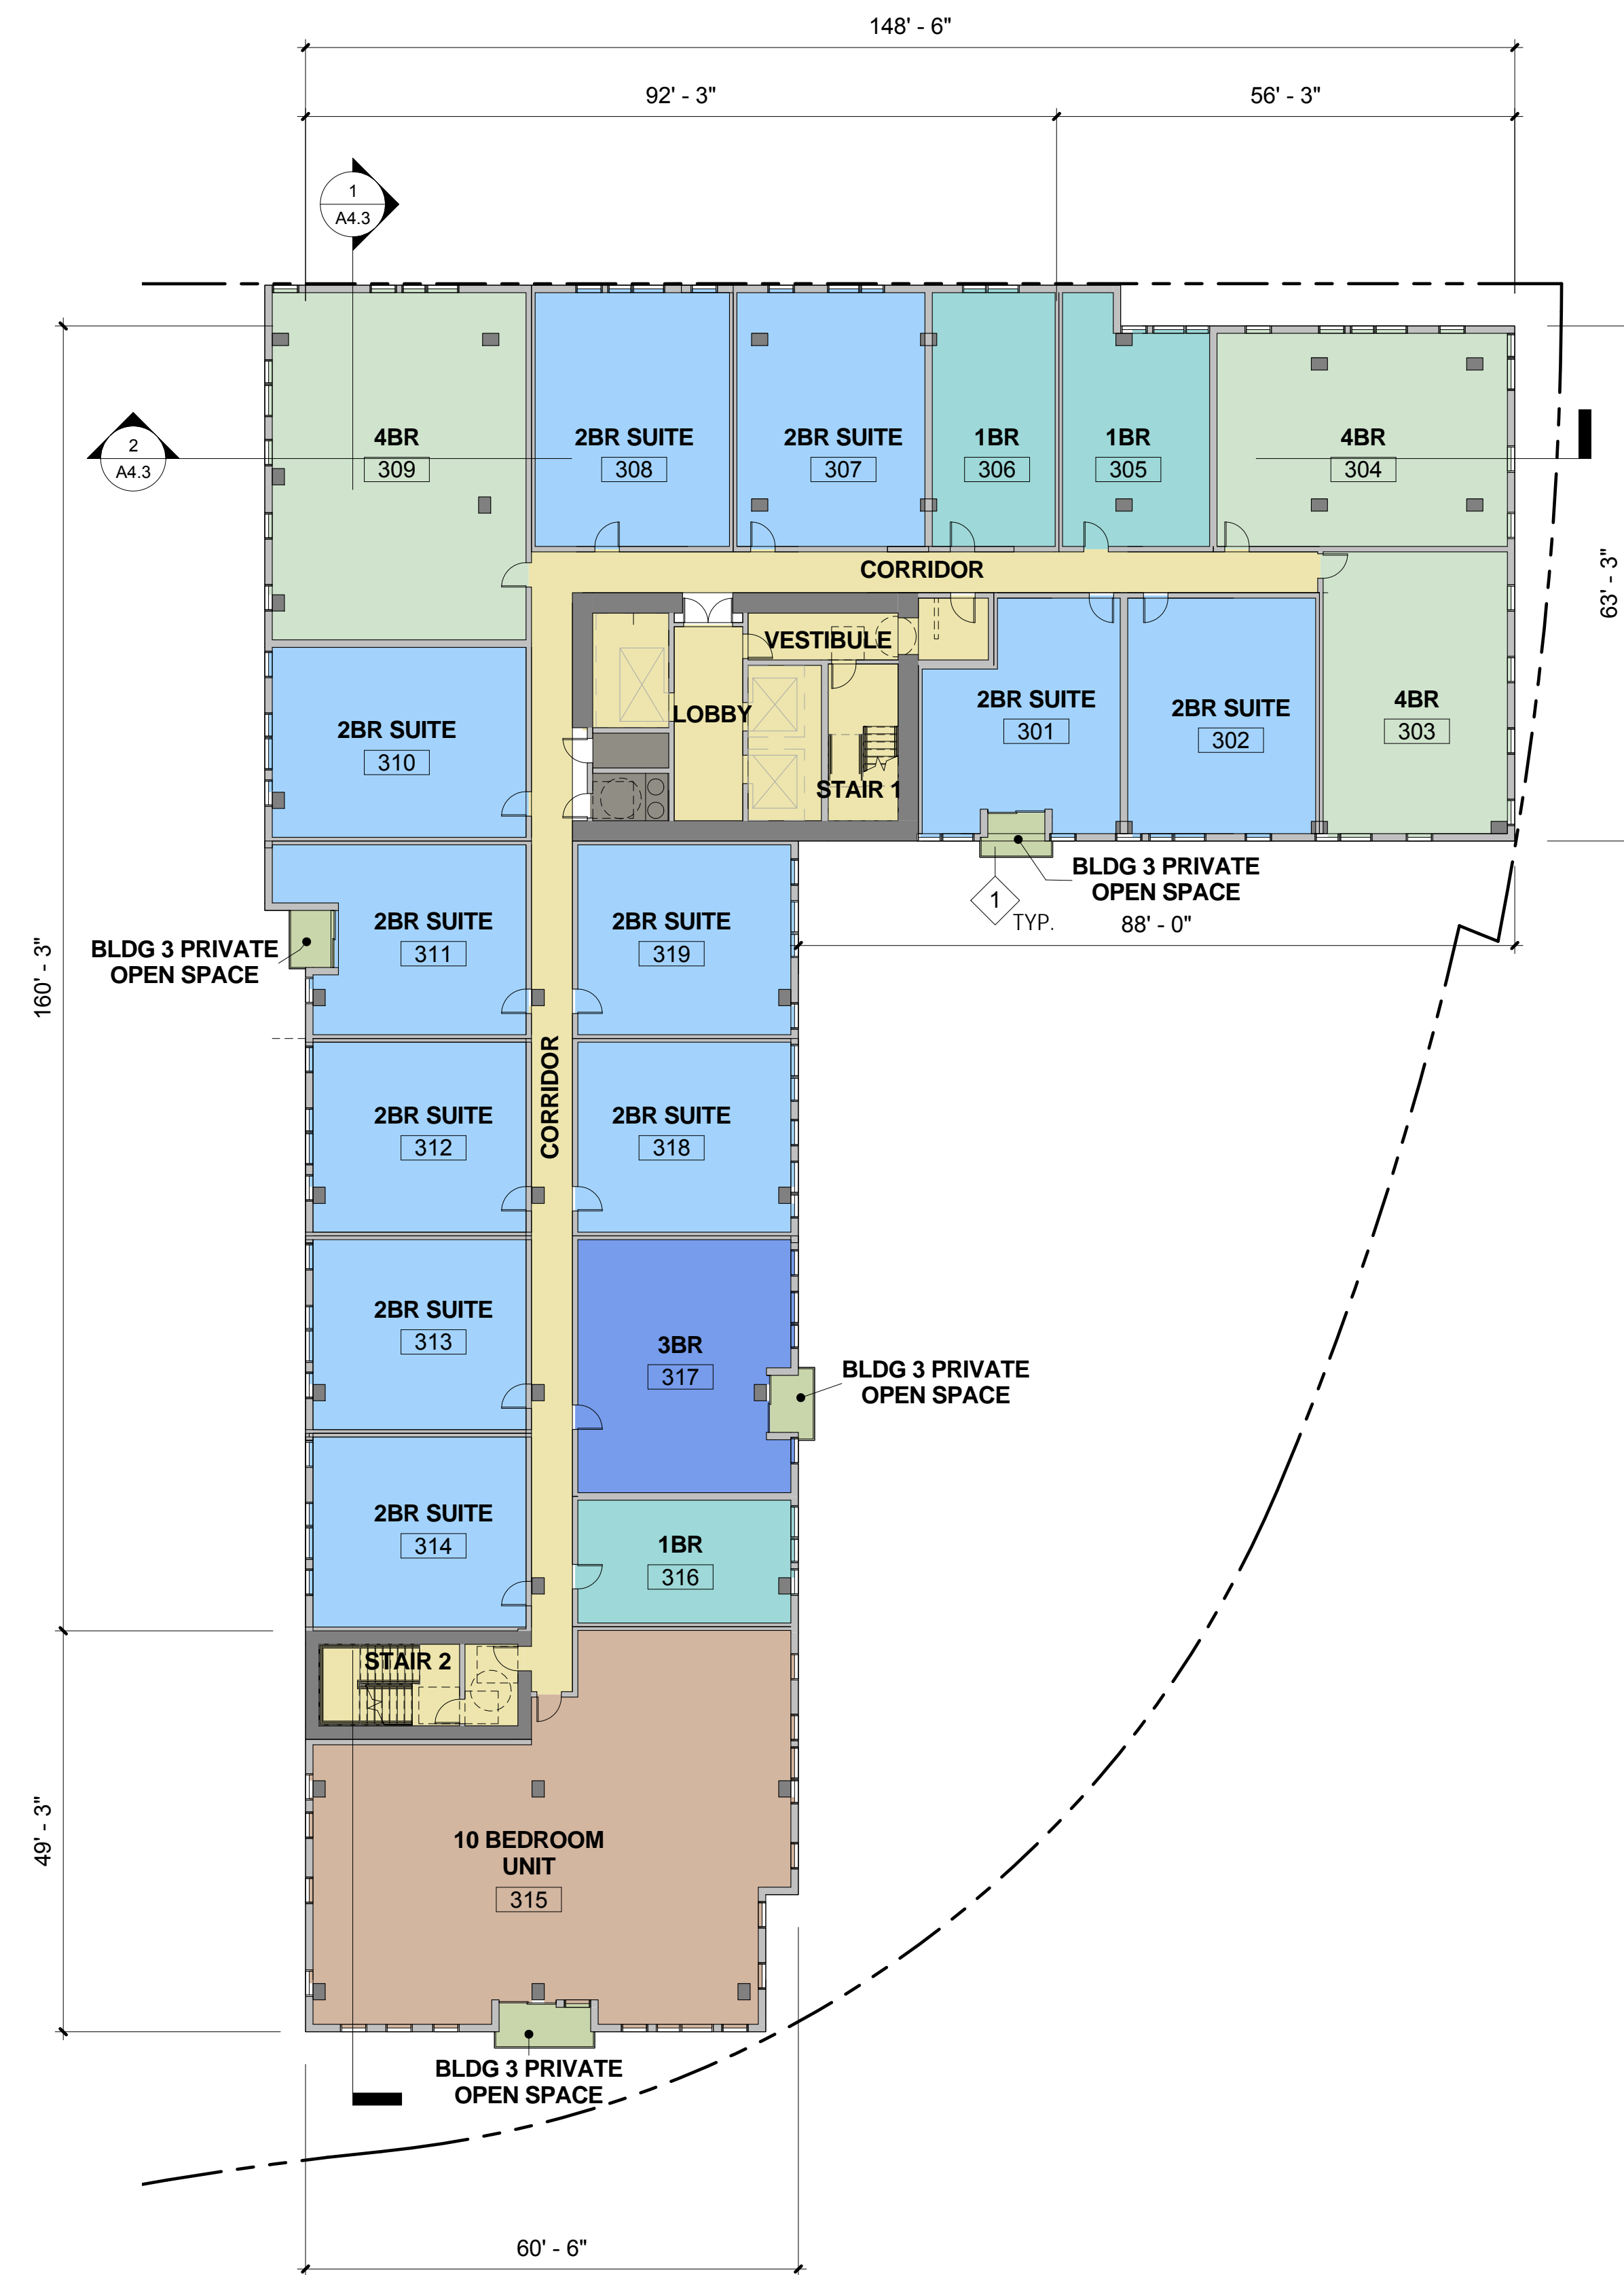 148' - 6"
92' - 3"
56' - 3"
1
A4.3
2
A4.3
4BR
309
2BR SUITE
308
2BR SUITE
307
1BR
306
1BR
305
4BR
304
CORRIDOR
63' - 3"
VESTIBULE
LOBBY
STAIR 1
2BR SUITE
301
2BR SUITE
302
4BR
303
2BR SUITE
310
BLDG 3 PRIVATE
OPEN SPACE
1
TYP.
88' - 0"
2BR SUITE
311
BLDG 3 PRIVATE
OPEN SPACE
2BR SUITE
319
160' - 3"
CORRIDOR
2BR SUITE
312
2BR SUITE
318
2BR SUITE
313
3BR
317
BLDG 3 PRIVATE
OPEN SPACE
2BR SUITE
314
1BR
316
STAIR 2
49' - 3"
10 BEDROOM
UNIT
315
BLDG 3 PRIVATE
OPEN SPACE
60' - 6"